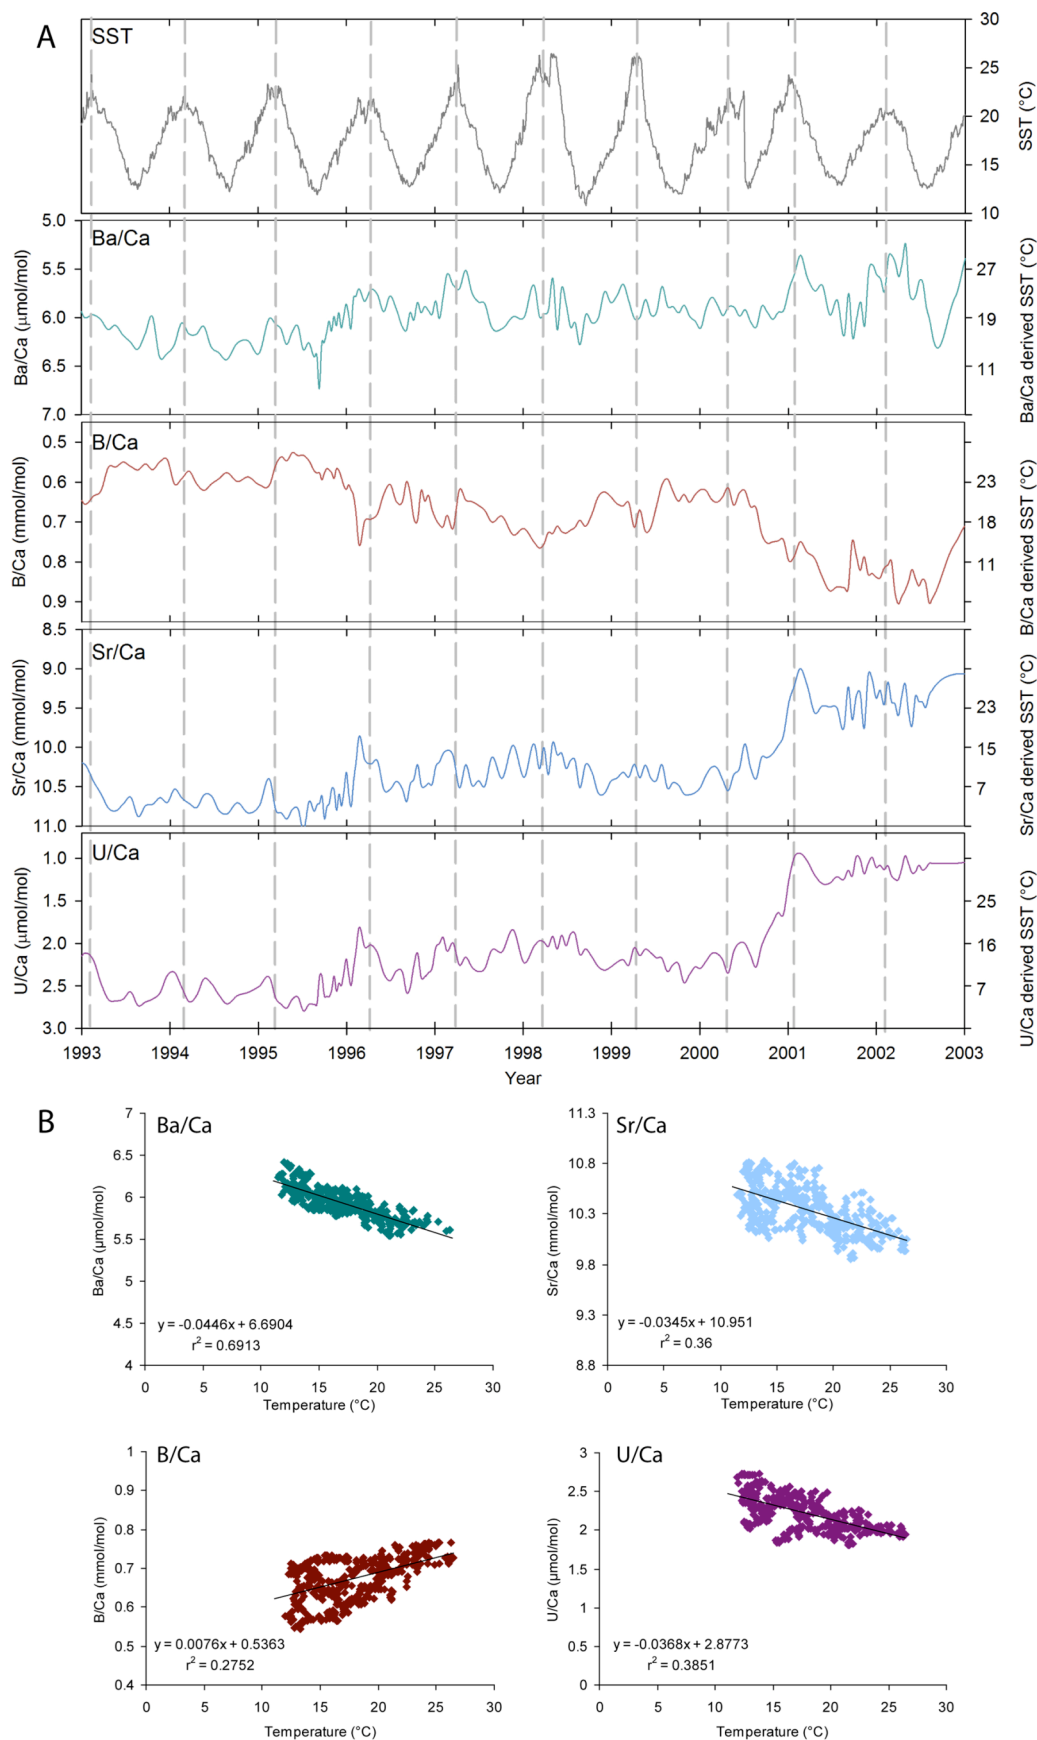 A
SST
30
25
20
15
10
SST (°C)
Ba/Ca
5.0
5.5
6.0
6.5
7.0
Ba/Ca (μmol/mol)
27
19
11
Ba/Ca derived SST (°C)
B/Ca
0.5
0.6
0.7
0.8
0.9
B/Ca (mmol/mol)
23
18
11
B/Ca derived SST (°C)
Sr/Ca
8.5
9.0
9.5
10.0
10.5
11.0
Sr/Ca (mmol/mol)
23
15
7
Sr/Ca derived SST (°C)
U/Ca
1.0
1.5
2.0
2.5
3.0
U/Ca (μmol/mol)
25
16
7
U/Ca derived SST (°C)
1993 1994 1995 1996 1997 1998 1999 2000 2001 2002 2003
Year
B
Ba/Ca
7
6.5
6
5.5
5
4.5
4
Ba/Ca (μmol/mol)
y = -0.0446x + 6.6904
r² = 0.6913
0 5 10 15 20 25 30
Temperature (°C)
Sr/Ca
11.3
10.8
10.3
9.8
9.3
8.8
Sr/Ca (mmol/mol)
y = -0.0345x + 10.951
r² = 0.36
0 5 10 15 20 25 30
Temperature (°C)
B/Ca
1
0.9
0.8
0.7
0.6
0.5
0.4
B/Ca (mmol/mol)
y = 0.0076x + 0.5363
r² = 0.2752
0 5 10 15 20 25 30
Temperature (°C)
U/Ca
3
2.5
2
1.5
1
0.5
0
U/Ca (μmol/mol)
y = -0.0368x + 2.8773
r² = 0.3851
0 5 10 15 20 25 30
Temperature (°C)